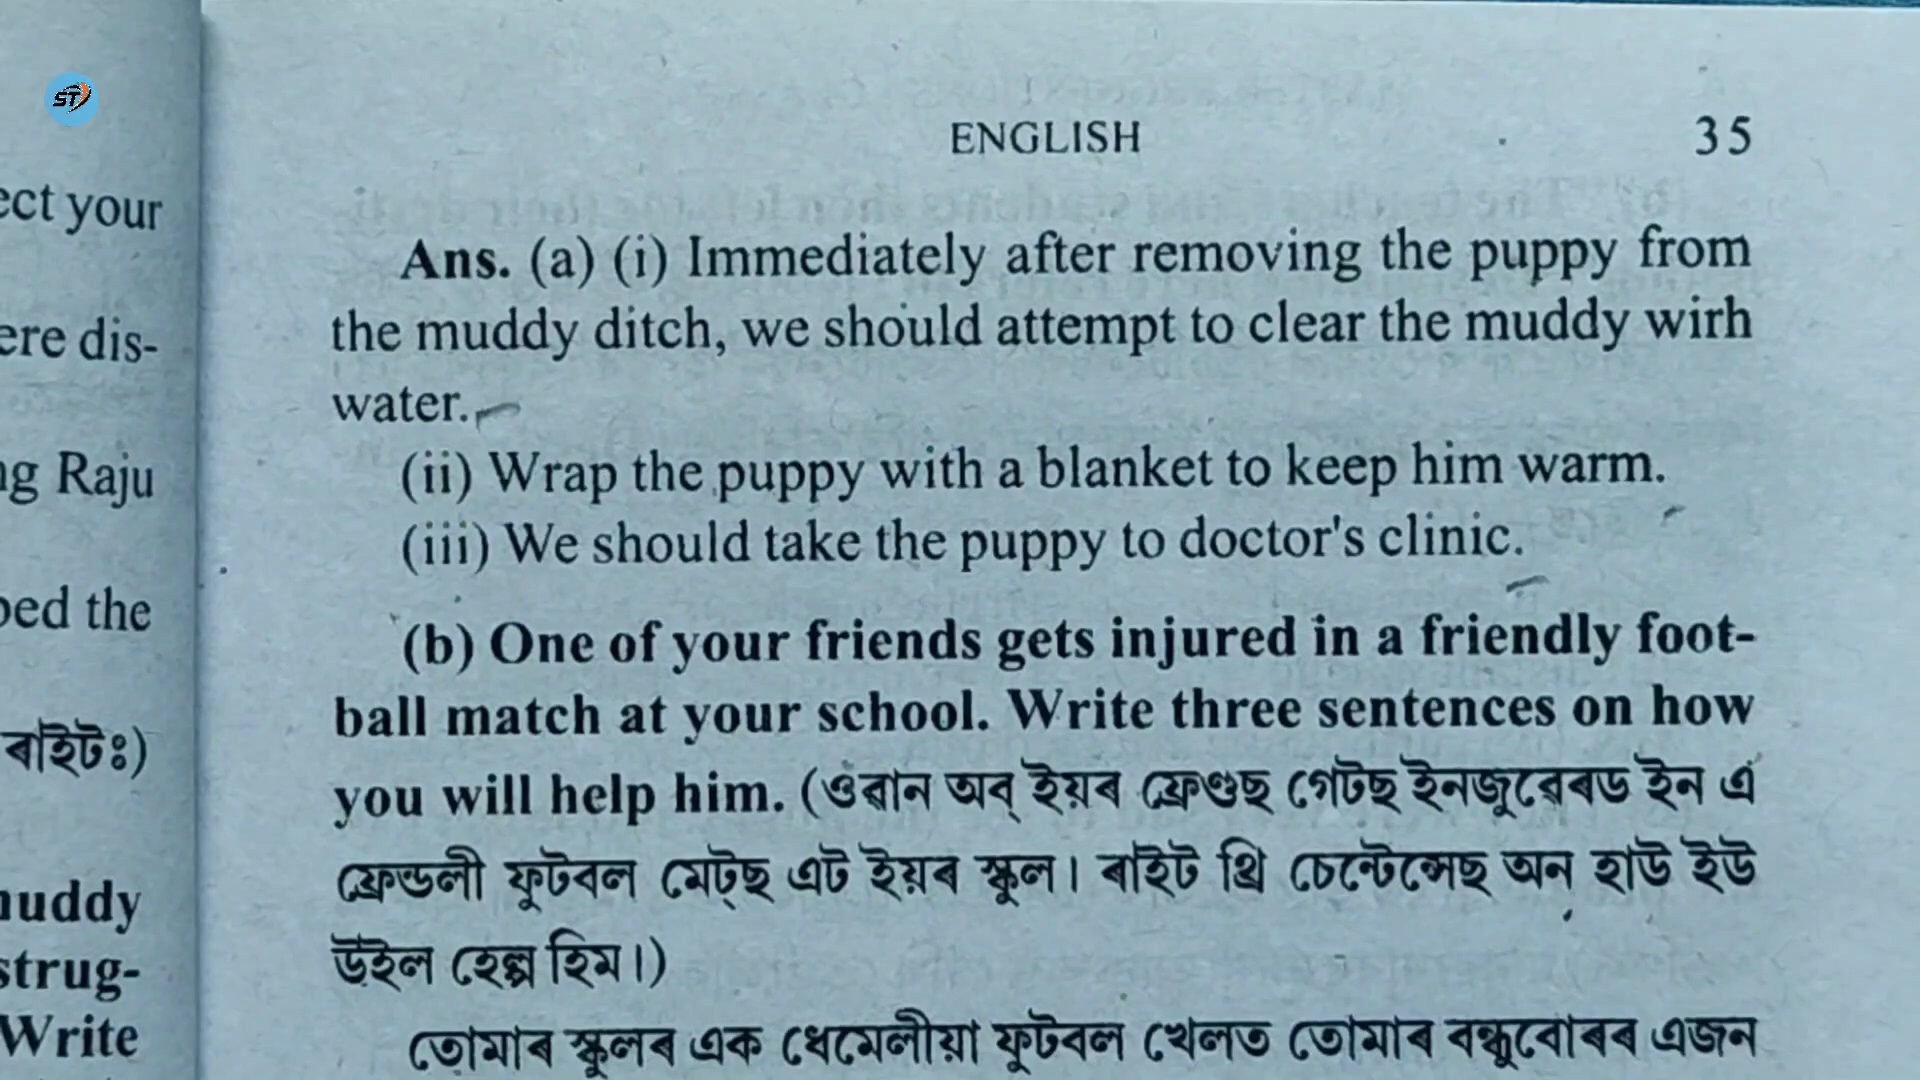 ST
ENGLISH 35
ect your
ere dis-
ng Raju
ped the
ৰাইটঃ)
nuddy
strug-
Write
Ans. (a) (i) Immediately after removing the puppy from
the muddy ditch, we should attempt to clear the muddy wirh
water.
(ii) Wrap the puppy with a blanket to keep him warm.
(iii) We should take the puppy to doctor's clinic.
(b) One of your friends gets injured in a friendly foot-
ball match at your school. Write three sentences on how
you will help him. (ওৱান অব্ ইয়ৰ ফ্ৰেণ্ডছ গেটছ ইনজুৰেৰড ইন এ
ফ্ৰেন্ডলী ফুটবল মেট্ছ এট ইয়ৰ স্কুল। ৰাইট থ্ৰি চেন্টেন্সেছ অন হাউ ইউ
উইল হেল্প হিম।)
তোমাৰ স্কুলৰ এক ধেমেলীয়া ফুটবল খেলত তোমাৰ বন্ধুবোৰৰ এজন